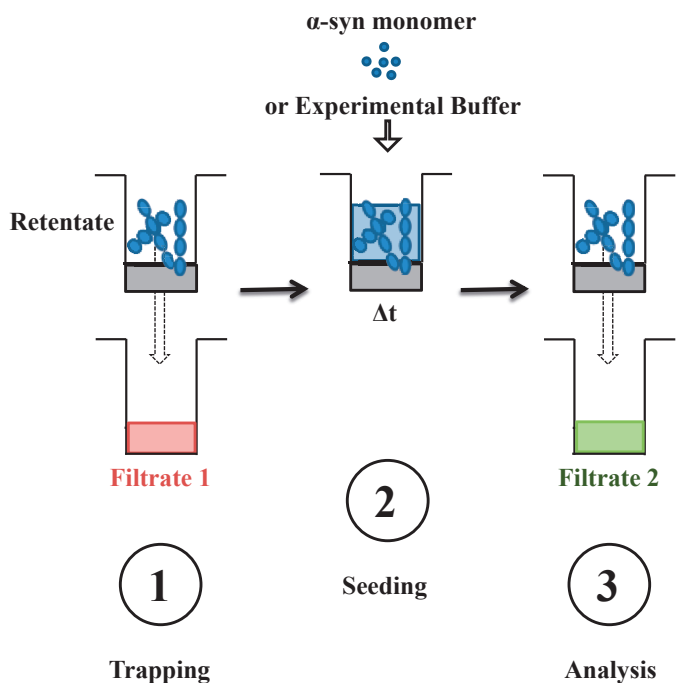 α-syn monomer
or Experimental Buffer
Retentate
Δt
Filtrate 1
Filtrate 2
2
1
3
Seeding
Trapping
Analysis